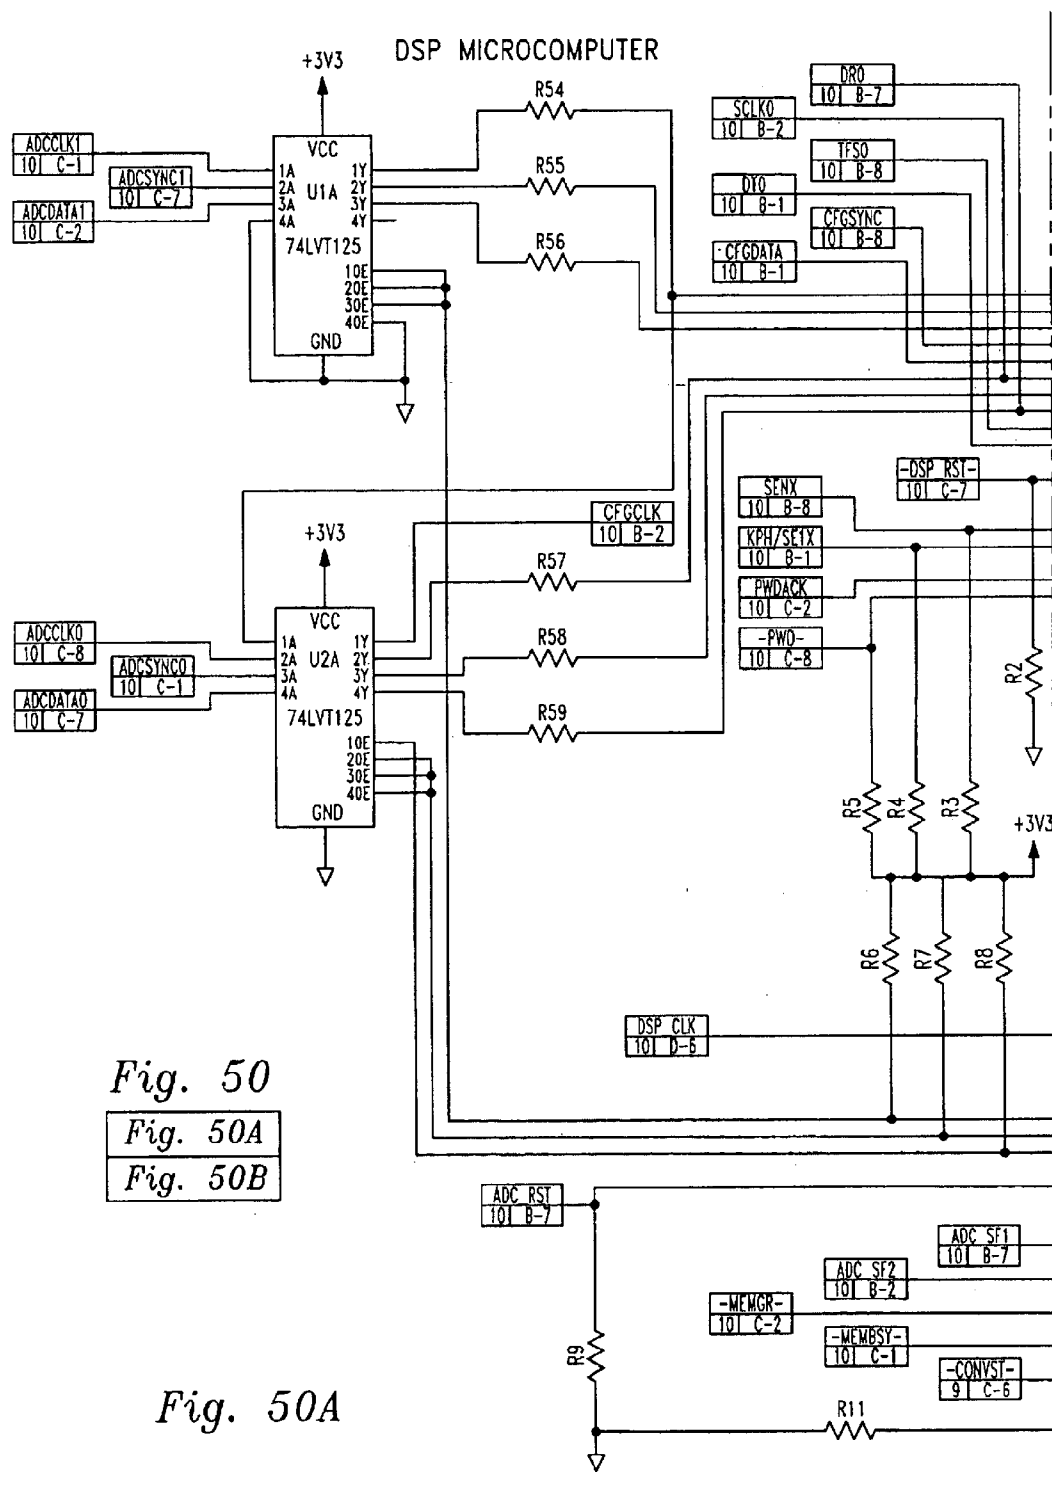 DSP MICROCOMPUTER
+3V3
ADCCLK1
10 C-1
ADCSYNC1
10 C-7
ADCDATA1
10 C-2
VCC
U1A
1A
2A
3A
4A
1Y
2Y
3Y
4Y
74LVT125
1OE
2OE
3OE
4OE
GND
R54
R55
R56
DR0
10 B-7
SCLK0
10 B-2
TFS0
10 B-8
10 B-1
CFGSYNC
10 B-8
CFGDATA
10 B-1
-DSP RST-
10 C-7
SENX
10 B-8
CFGCLK
10 B-2
10 B-1
PWDACK
10 C-2
-PWD-
10 C-8
+3V3
ADCCLK0
10 C-8
ADCSYNC0
10 C-1
ADCDATA0
10 C-7
VCC
U2A
1A
2A
3A
4A
1Y
2Y
3Y
4Y
74LVT125
1OE
2OE
3OE
4OE
GND
R57
R58
R59
R2
R5
R4
R3
+3V3
R6
R7
R8
DSP CLK
10 D-6
Fig. 50
Fig. 50A
Fig. 50B
ADC RST
10 B-7
ADC SF1
10 B-7
ADC SF2
10 B-2
-MEMGR-
10 C-2
-MEMBSY-
10 C-1
-CONVST-
9 C-6
R9
R11
Fig. 50A